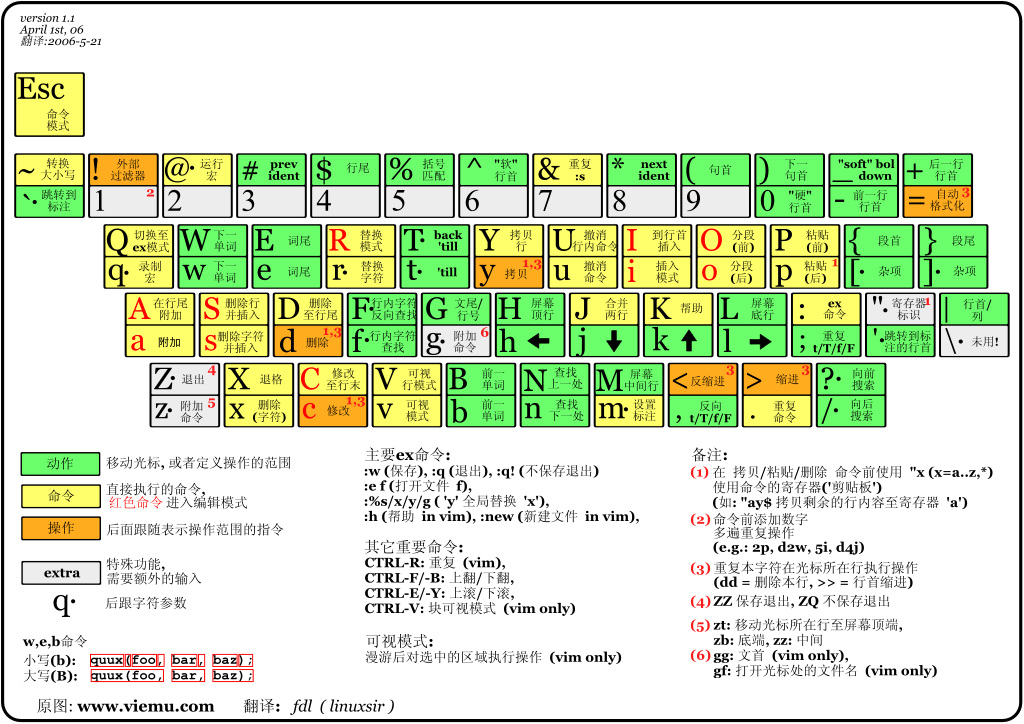 version 1.1
April 1st, 06
翻译:2006-5-21
Esc
命令
模式
~ 转换
大小写
! 外部
过滤器
@· 运行
宏
# prev
ident
$ 行尾
% 括号
匹配
^ "软"
行首
& 重复
:s
* next
ident
( 句首
) 下一
句首
"soft" bol
_ down
+ 后一行
行首
`· 跳转到
标注
1 2
2
3
4
5
6
7
8
9
0 "硬"
行首
- 前一行
行首
= 自动 3
格式化
Q 切换至
ex模式
W 下一
单词
E 词尾
R 替换
模式
T· back
'till
Y 拷贝
行
U 撤消
行内命令
I 到行首
插入
O 分段
(前)
P 粘贴
(前)
{ 段首
} 段尾
q· 录制
宏
w 下一
单词
e 词尾
r· 替换
字符
t· 'till
y 拷贝 1,3
u 撤消
命令
i 插入
模式
o 分段
(后)
p 粘贴 1
(后)
[· 杂项
]· 杂项
A 在行尾
附加
S 删除行
并插入
D 删除
至行尾
F· 行内字符
反向查找
G 文尾/
行号
H 屏幕
顶行
J 合并
两行
K 帮助
L 屏幕
底行
: ex
命令
"· 寄存器 1
标识
| 行首/
列
a 附加
s 删除字符
并插入
d 删除 1,3
f· 行内字符
查找
g· 附加 6
命令
h ←
j ↓
k ↑
l →
; 重复
t/T/f/F
'· 跳转到标
注的行首
\· 未用!
Z· 退出 4
X 退格
C 修改
至行末
V 可视
行模式
B 前一
单词
N 查找
上一处
M 屏幕
中间行
< 反缩进 3
> 缩进 3
?· 向前
搜索
z· 附加 5
命令
x 删除
(字符)
c 修改 1,3
v 可视
模式
b 前一
单词
n 查找
下一处
m· 设置
标注
, 反向
t/T/f/F
. 重复
命令
/· 向后
搜索
动作 移动光标, 或者定义操作的范围
命令 直接执行的命令,
红色命令 进入编辑模式
操作 后面跟随表示操作范围的指令
extra 特殊功能,
需要额外的输入
q· 后跟字符参数
w,e,b命令
小写(b): quux(foo, bar, baz);
大写(B): quux(foo, bar, baz);
主要ex命令:
:w (保存), :q (退出), :q! (不保存退出)
:e f (打开文件 f),
:%s/x/y/g ( 'y' 全局替换 'x'),
:h (帮助 in vim), :new (新建文件 in vim),
其它重要命令:
CTRL-R: 重复 (vim),
CTRL-F/-B: 上翻/下翻,
CTRL-E/-Y: 上滚/下滚,
CTRL-V: 块可视模式 (vim only)
可视模式:
漫游后对选中的区域执行操作 (vim only)
备注:
(1) 在 拷贝/粘贴/删除 命令前使用 "x (x=a..z,*)
使用命令的寄存器('剪贴板')
(如: "ay$ 拷贝剩余的行内容至寄存器 'a')
(2) 命令前添加数字
多遍重复操作
(e.g.: 2p, d2w, 5i, d4j)
(3) 重复本字符在光标所在行执行操作
(dd = 删除本行, >> = 行首缩进)
(4) ZZ 保存退出, ZQ 不保存退出
(5) zt: 移动光标所在行至屏幕顶端,
zb: 底端, zz: 中间
(6) gg: 文首 (vim only),
gf: 打开光标处的文件名 (vim only)
原图: www.viemu.com 翻译: fdl ( linuxsir )